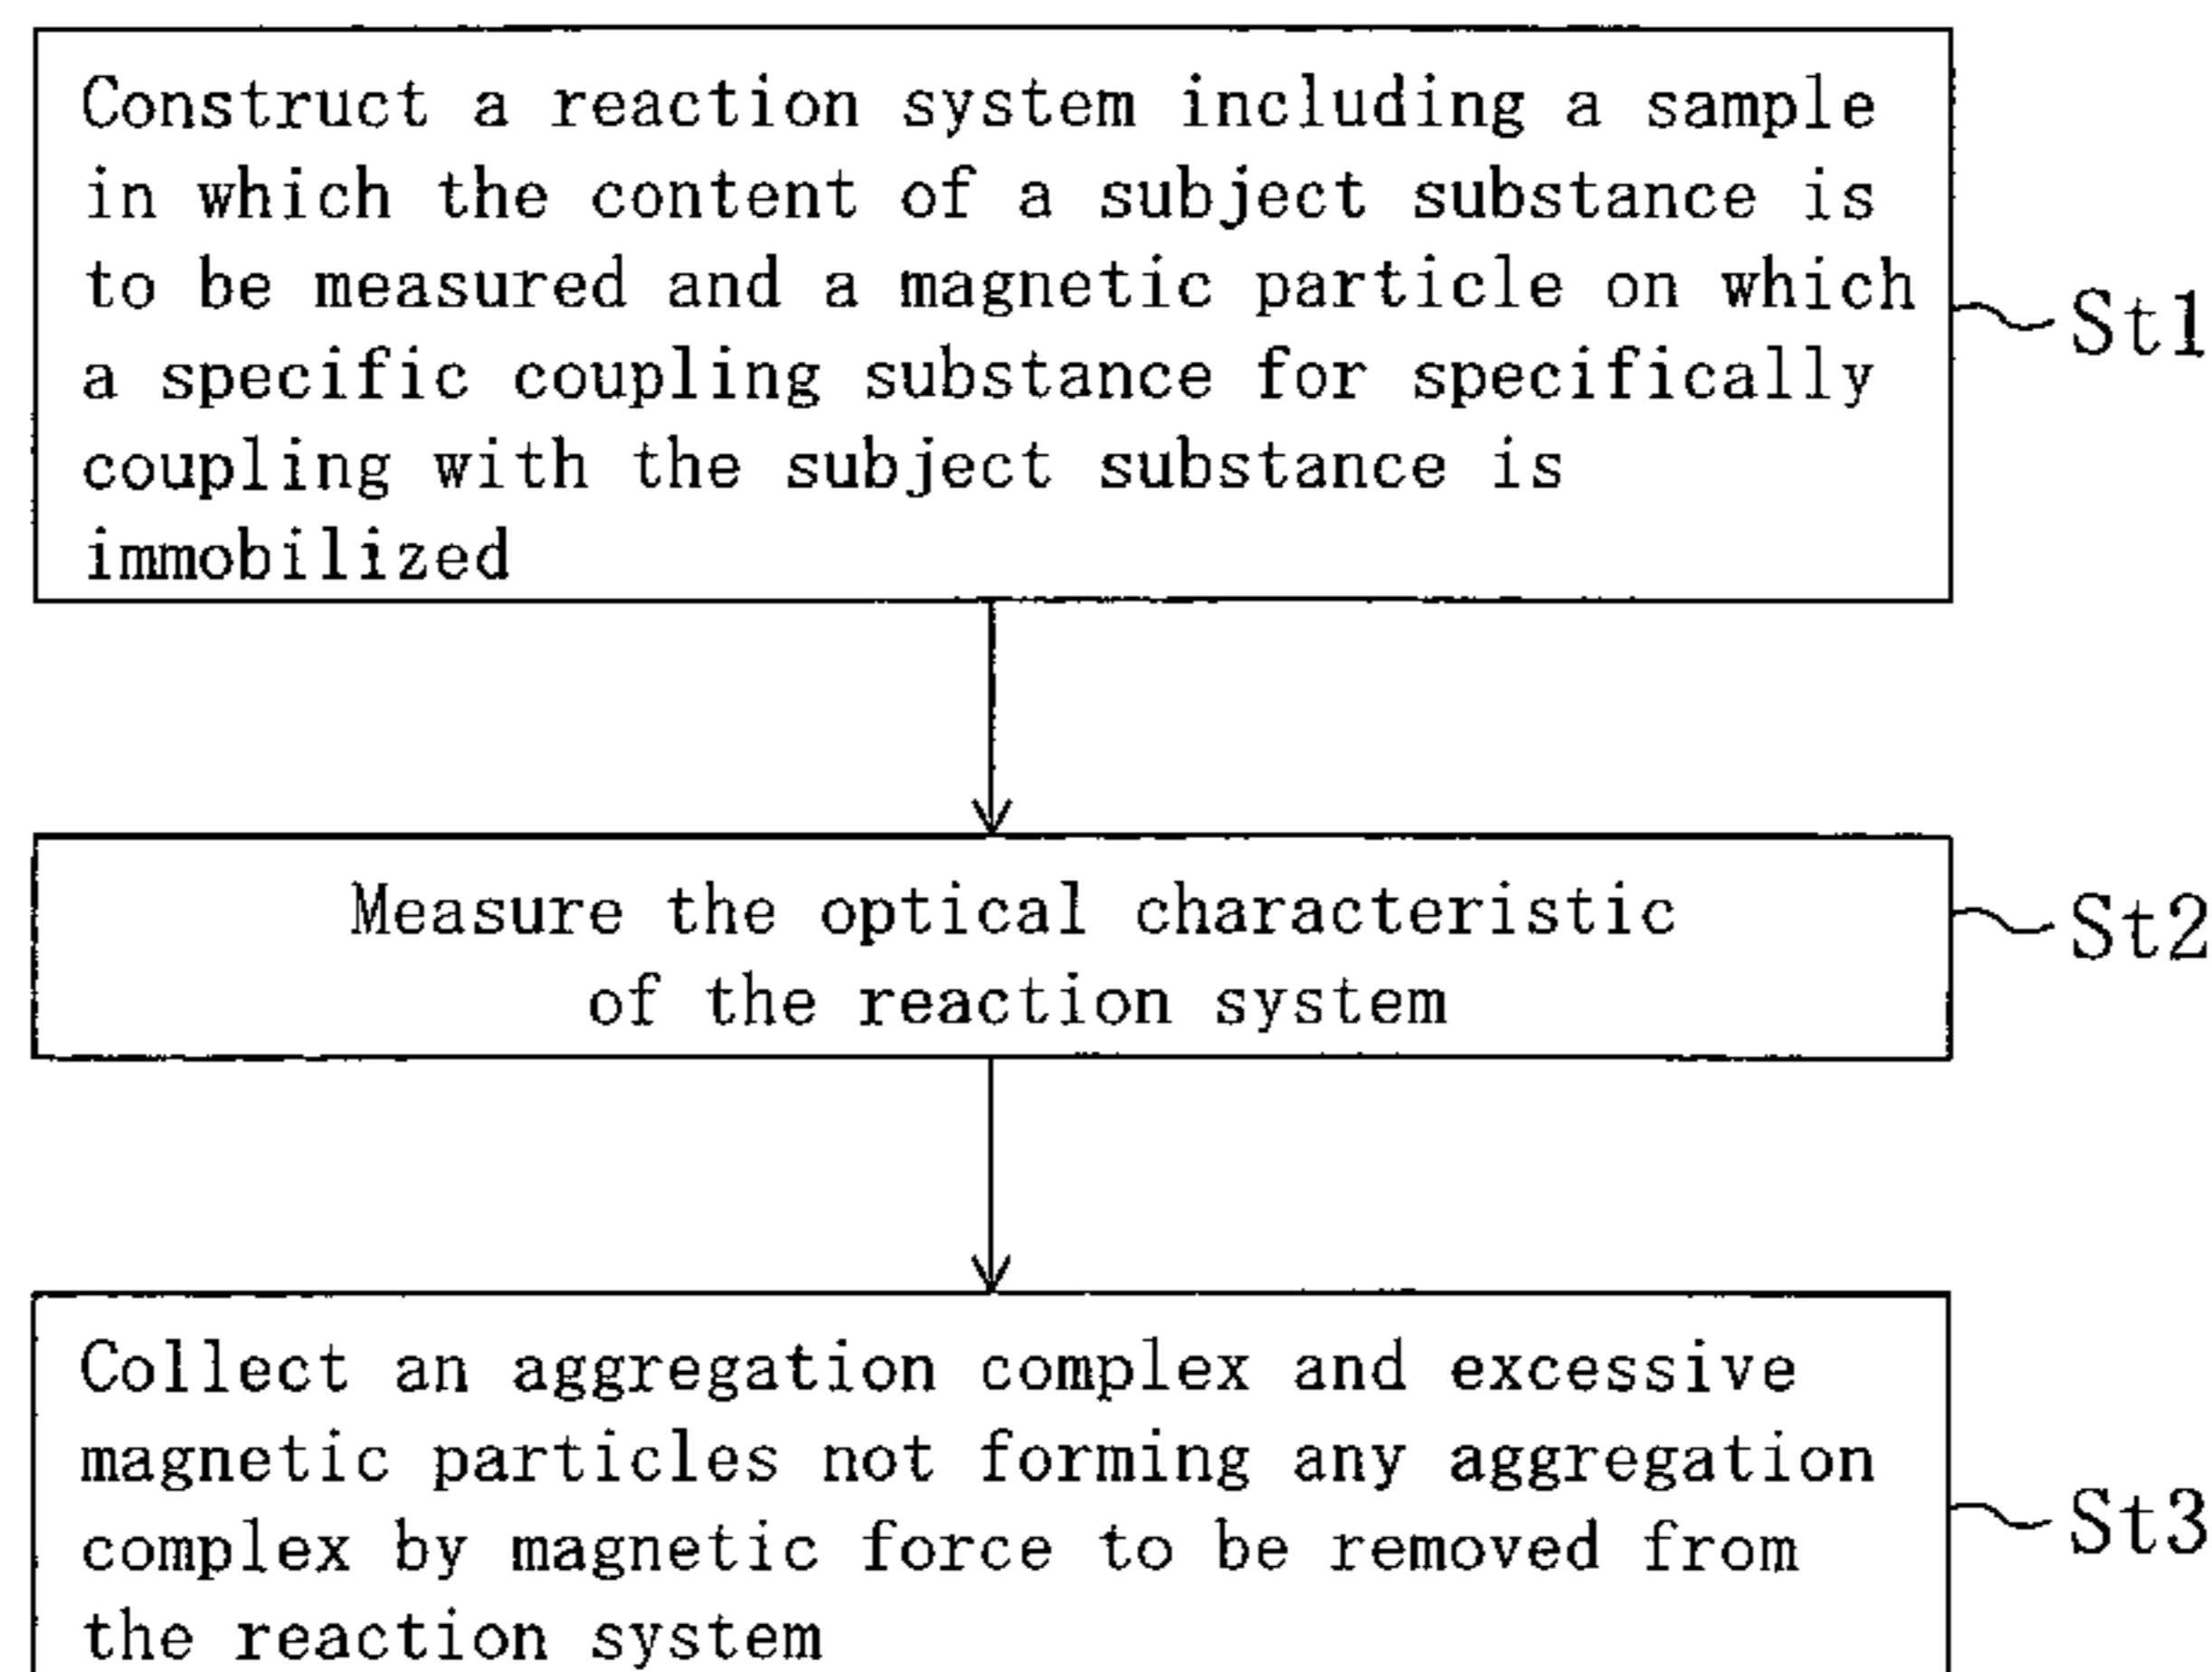 Construct a reaction system including a sample
in which the content of a subject substance is
to be measured and a magnetic particle on which
a specific coupling substance for specifically
coupling with the subject substance is
immobilized
St1
Measure the optical characteristic
of the reaction system
St2
Collect an aggregation complex and excessive
magnetic particles not forming any aggregation
complex by magnetic force to be removed from
the reaction system
St3